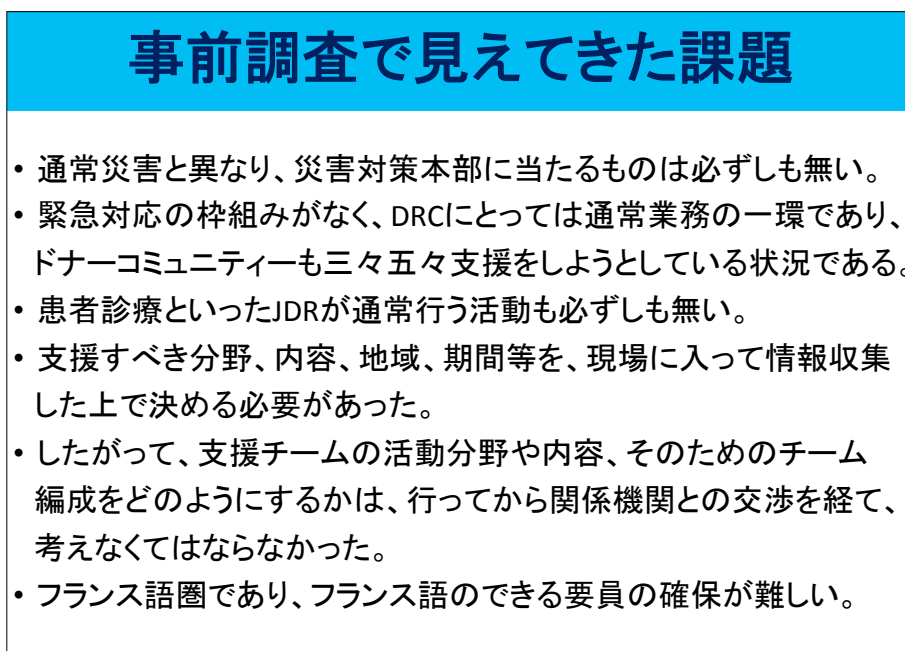 事前調査で見えてきた課題
• 通常災害と異なり、災害対策本部に当たるものは必ずしも無い。
• 緊急対応の枠組みがなく、DRCにとっては通常業務の一環であり、
ドナーコミュニティーも三々五々支援をしようとしている状況である。
• 患者診療といったJDRが通常行う活動も必ずしも無い。
• 支援すべき分野、内容、地域、期間等を、現場に入って情報収集
した上で決める必要があった。
• したがって、支援チームの活動分野や内容、そのためのチーム
編成をどのようにするかは、行ってから関係機関との交渉を経て、
考えなくてはならなかった。
• フランス語圏であり、フランス語のできる要員の確保が難しい。